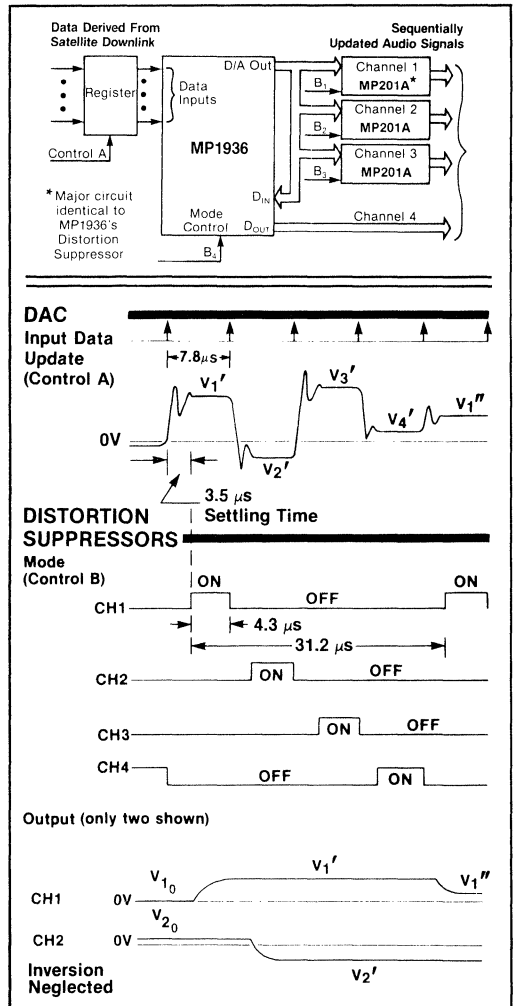 Data Derived From
Satellite Downlink
Sequentially
Updated Audio Signals
Register
Data
Inputs
D/A Out
MP1936
Channel 1
MP201A*
B1
Channel 2
MP201A
B2
Channel 3
MP201A
B3
Control A
DIN
*Major circuit
identical to
MP1936's
Distortion
Suppressor
Mode
Control
DOUT
Channel 4
B4
DAC
Input Data
Update
(Control A)
7.8μs
V1'
V3'
V4'
V1"
0V
V2'
3.5 μs
Settling Time
DISTORTION
SUPPRESSORS
Mode
(Control B)
ON
OFF
ON
CH1
4.3 μs
31.2 μs
CH2
ON
OFF
CH3
ON
OFF
CH4
OFF
ON
Output (only two shown)
V10
V1'
V1"
CH1
0V
V20
CH2
0V
V2'
Inversion
Neglected